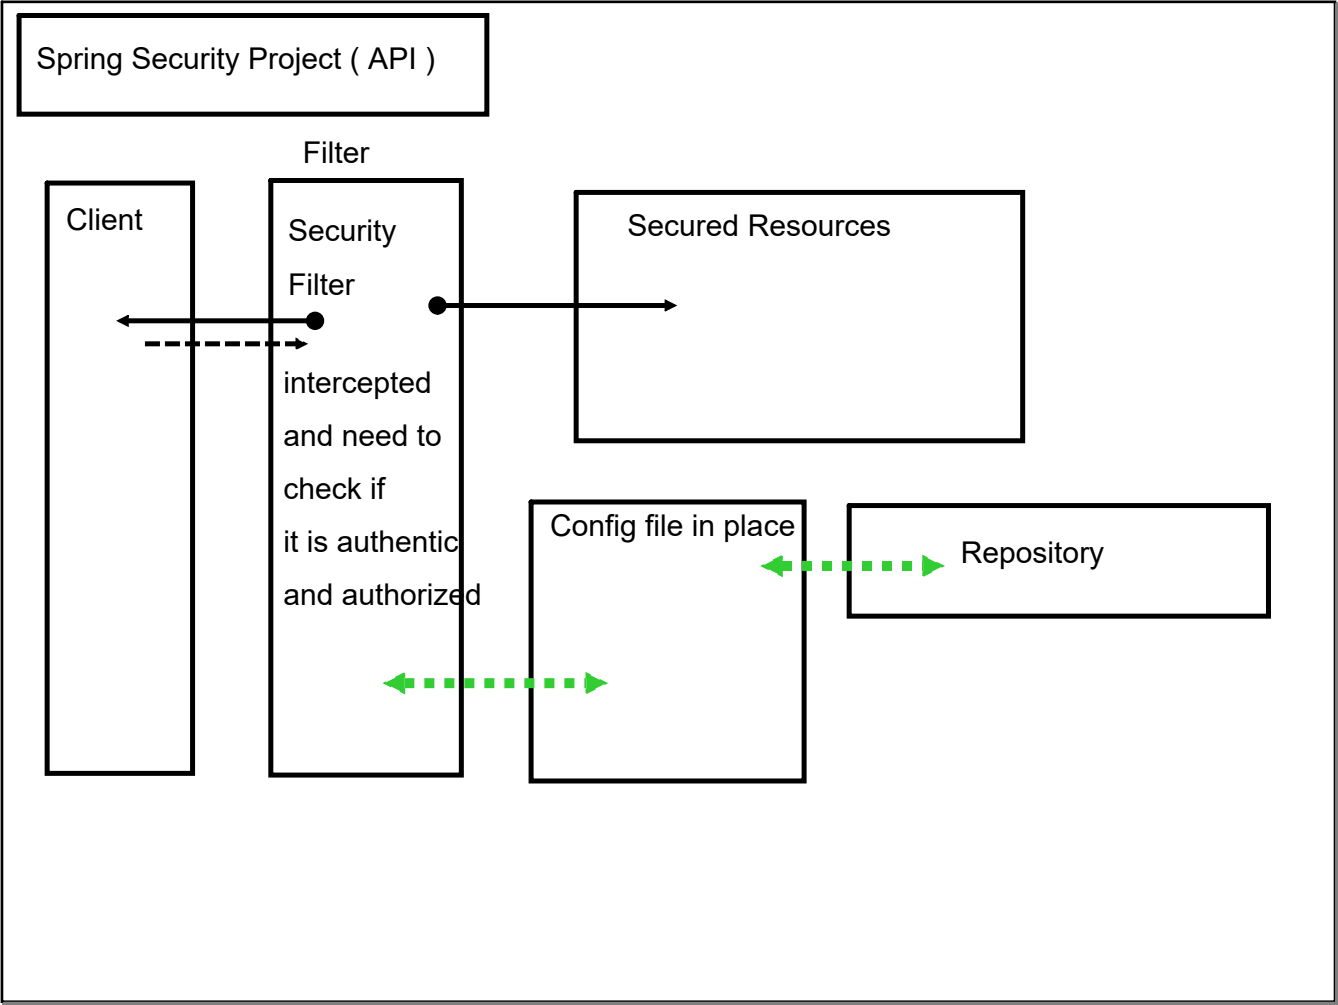 Spring Security Project ( API )
Filter
Client
Security
Filter
intercepted
and need to
check if
it is authentic
and authorized
Secured Resources
Config file in place
Repository